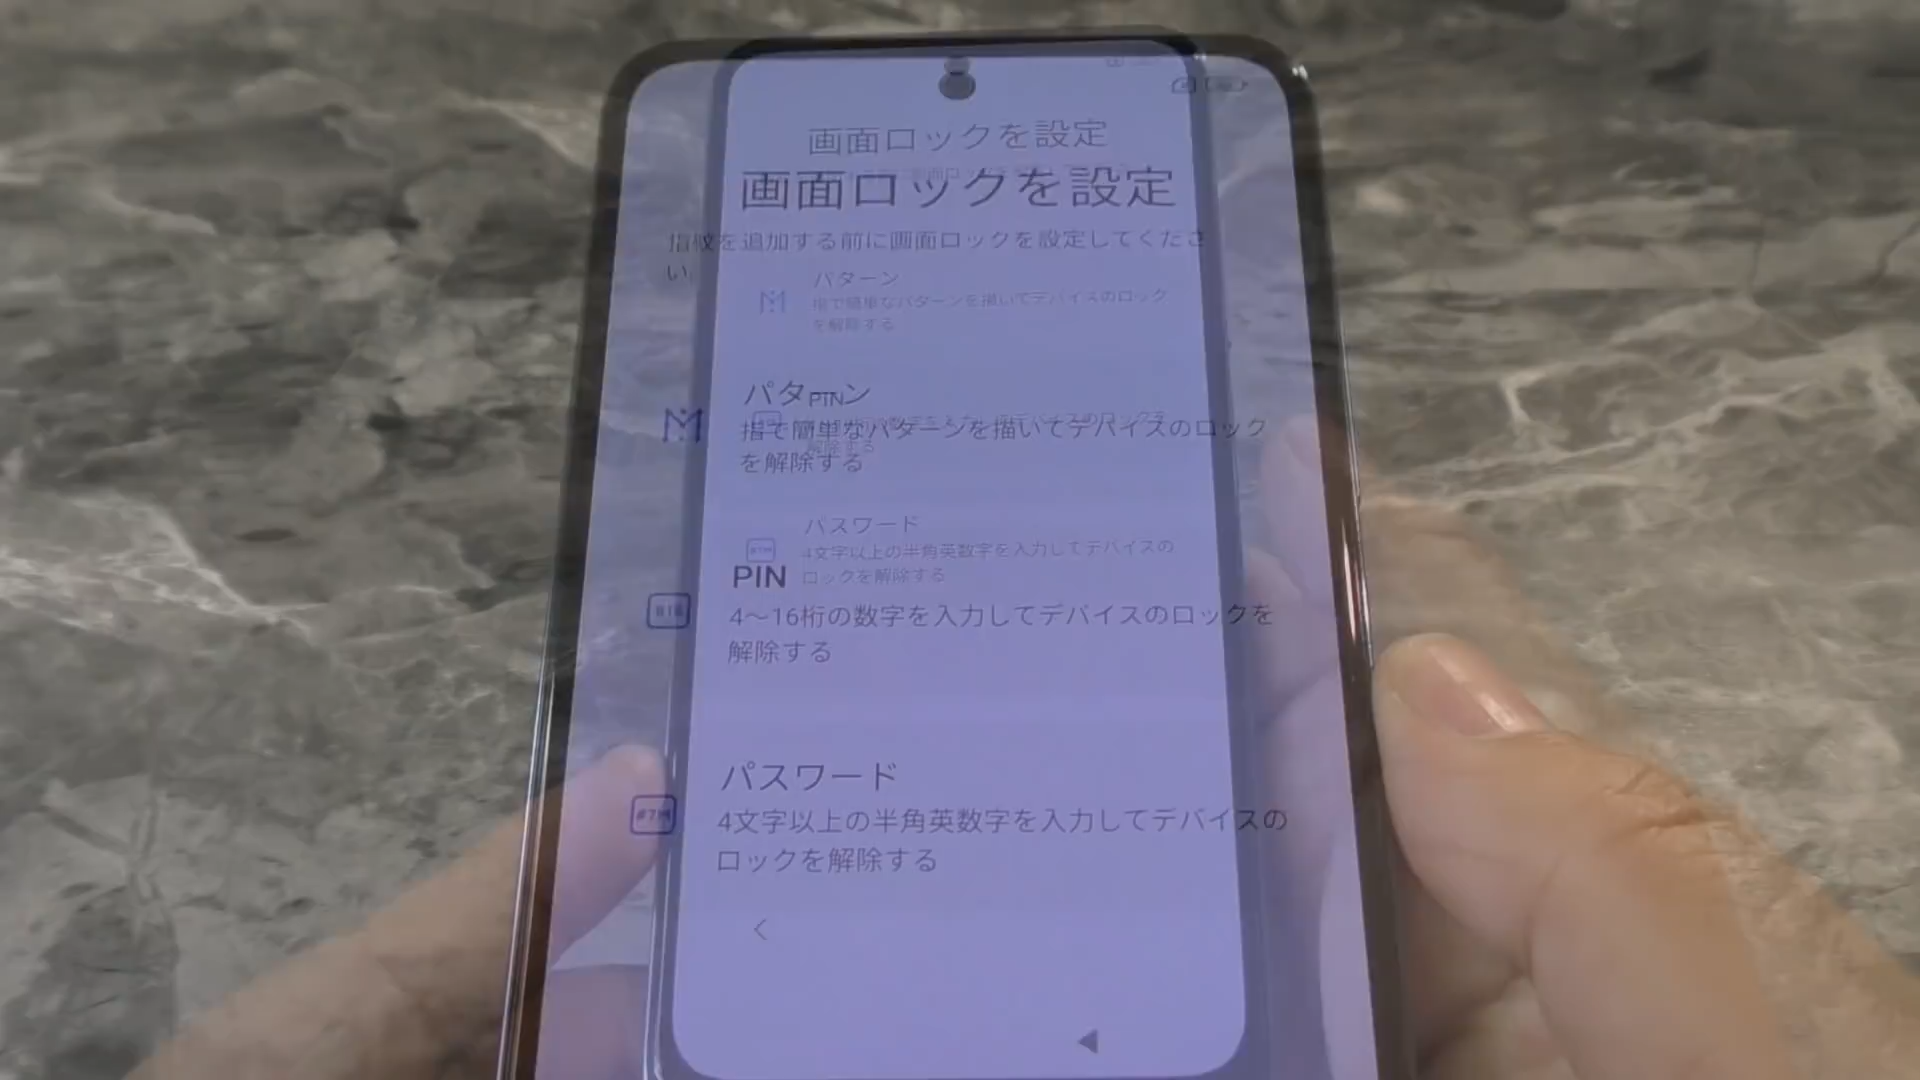 画面ロックを設定
画面ロックを設定
指紋を追加する前に画面ロックを設定してくださ
い。
パターン
指で簡単なパターンを描いてデバイスのロック
を解除する
パターン
指で簡単なパターンを描いてデバイスのロック
を解除する
PIN
解除する
パスワード
4文字以上の半角英数字を入力してデバイスの
ロックを解除する
PIN
4～16桁の数字を入力してデバイスのロックを
解除する
パスワード
4文字以上の半角英数字を入力してデバイスの
ロックを解除する